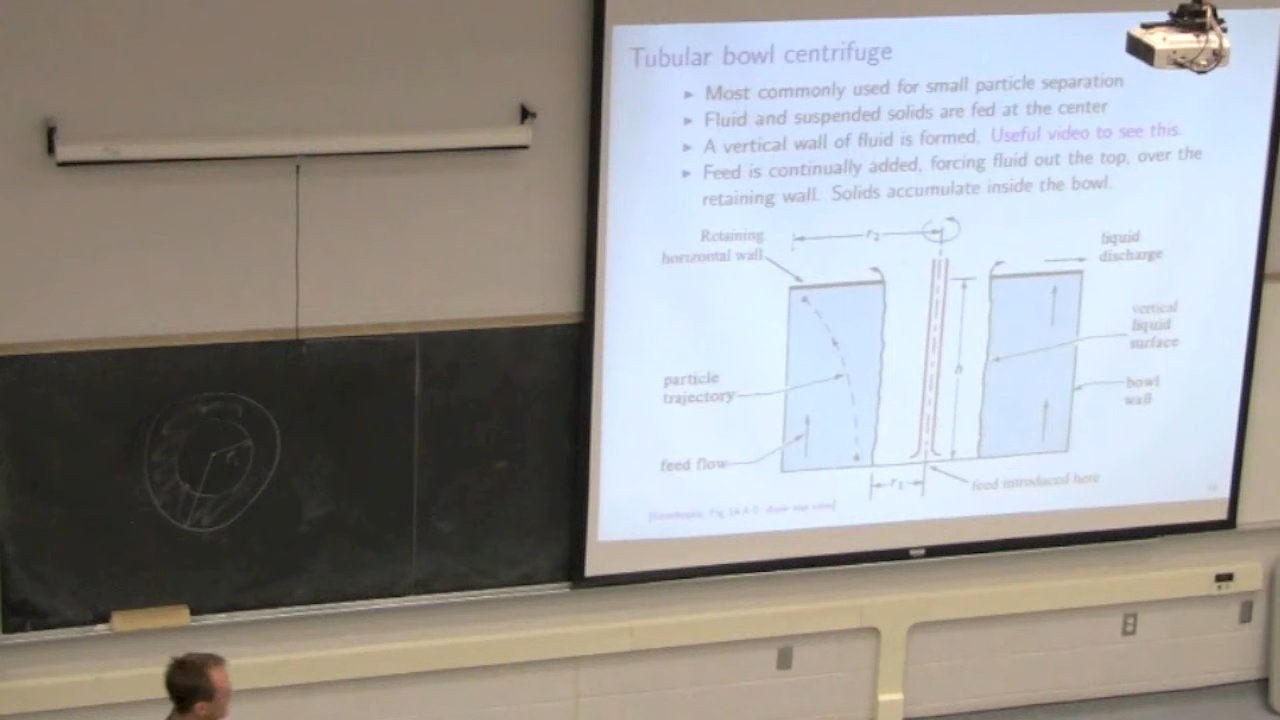 Tubular bowl centrifuge
► Most commonly used for small particle separation
► Fluid and suspended solids are fed at the center
► A vertical wall of fluid is formed. Useful video to see this.
► Feed is continually added, forcing fluid out the top, over the
retaining wall. Solids accumulate inside the bowl.
Retaining
horizontal wall
r2
liquid
discharge
vertical
liquid
surface
h
particle
trajectory
bowl
wall
feed flow
r1
feed introduced here
r1